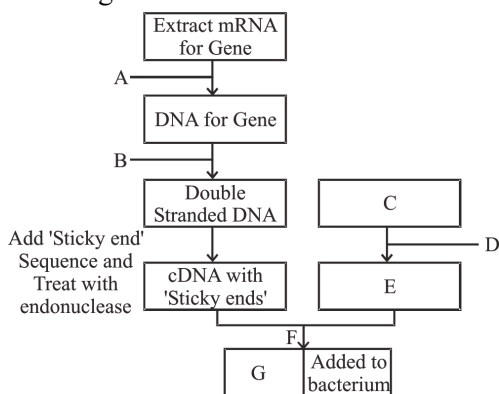 Extract mRNA
for Gene
A
DNA for Gene
B
Double
Stranded DNA
C
D
Add 'Sticky end'
Sequence and
Treat with
endonuclease
cDNA with
'Sticky ends'
E
F
G
Added to
bacterium